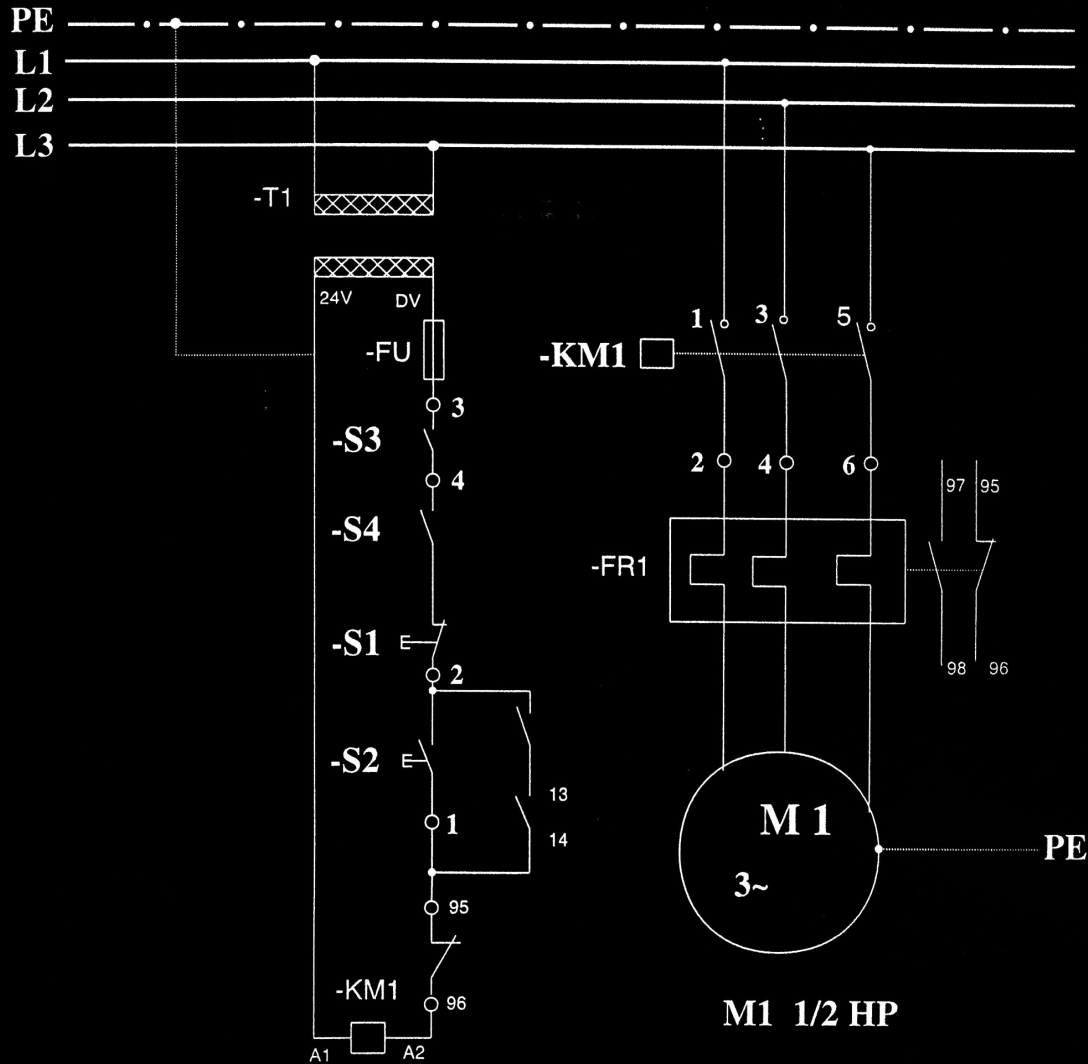 PE
L1
L2
L3
-T1
24V DV
-FU
3
-S3
4
-S4
-S1
2
-S2
13
1
14
95
-KM1
96
A1 A2
1 3 5
-KM1
2 4 6
97 95
-FR1
98 96
M 1
3~
PE
M1 1/2 HP